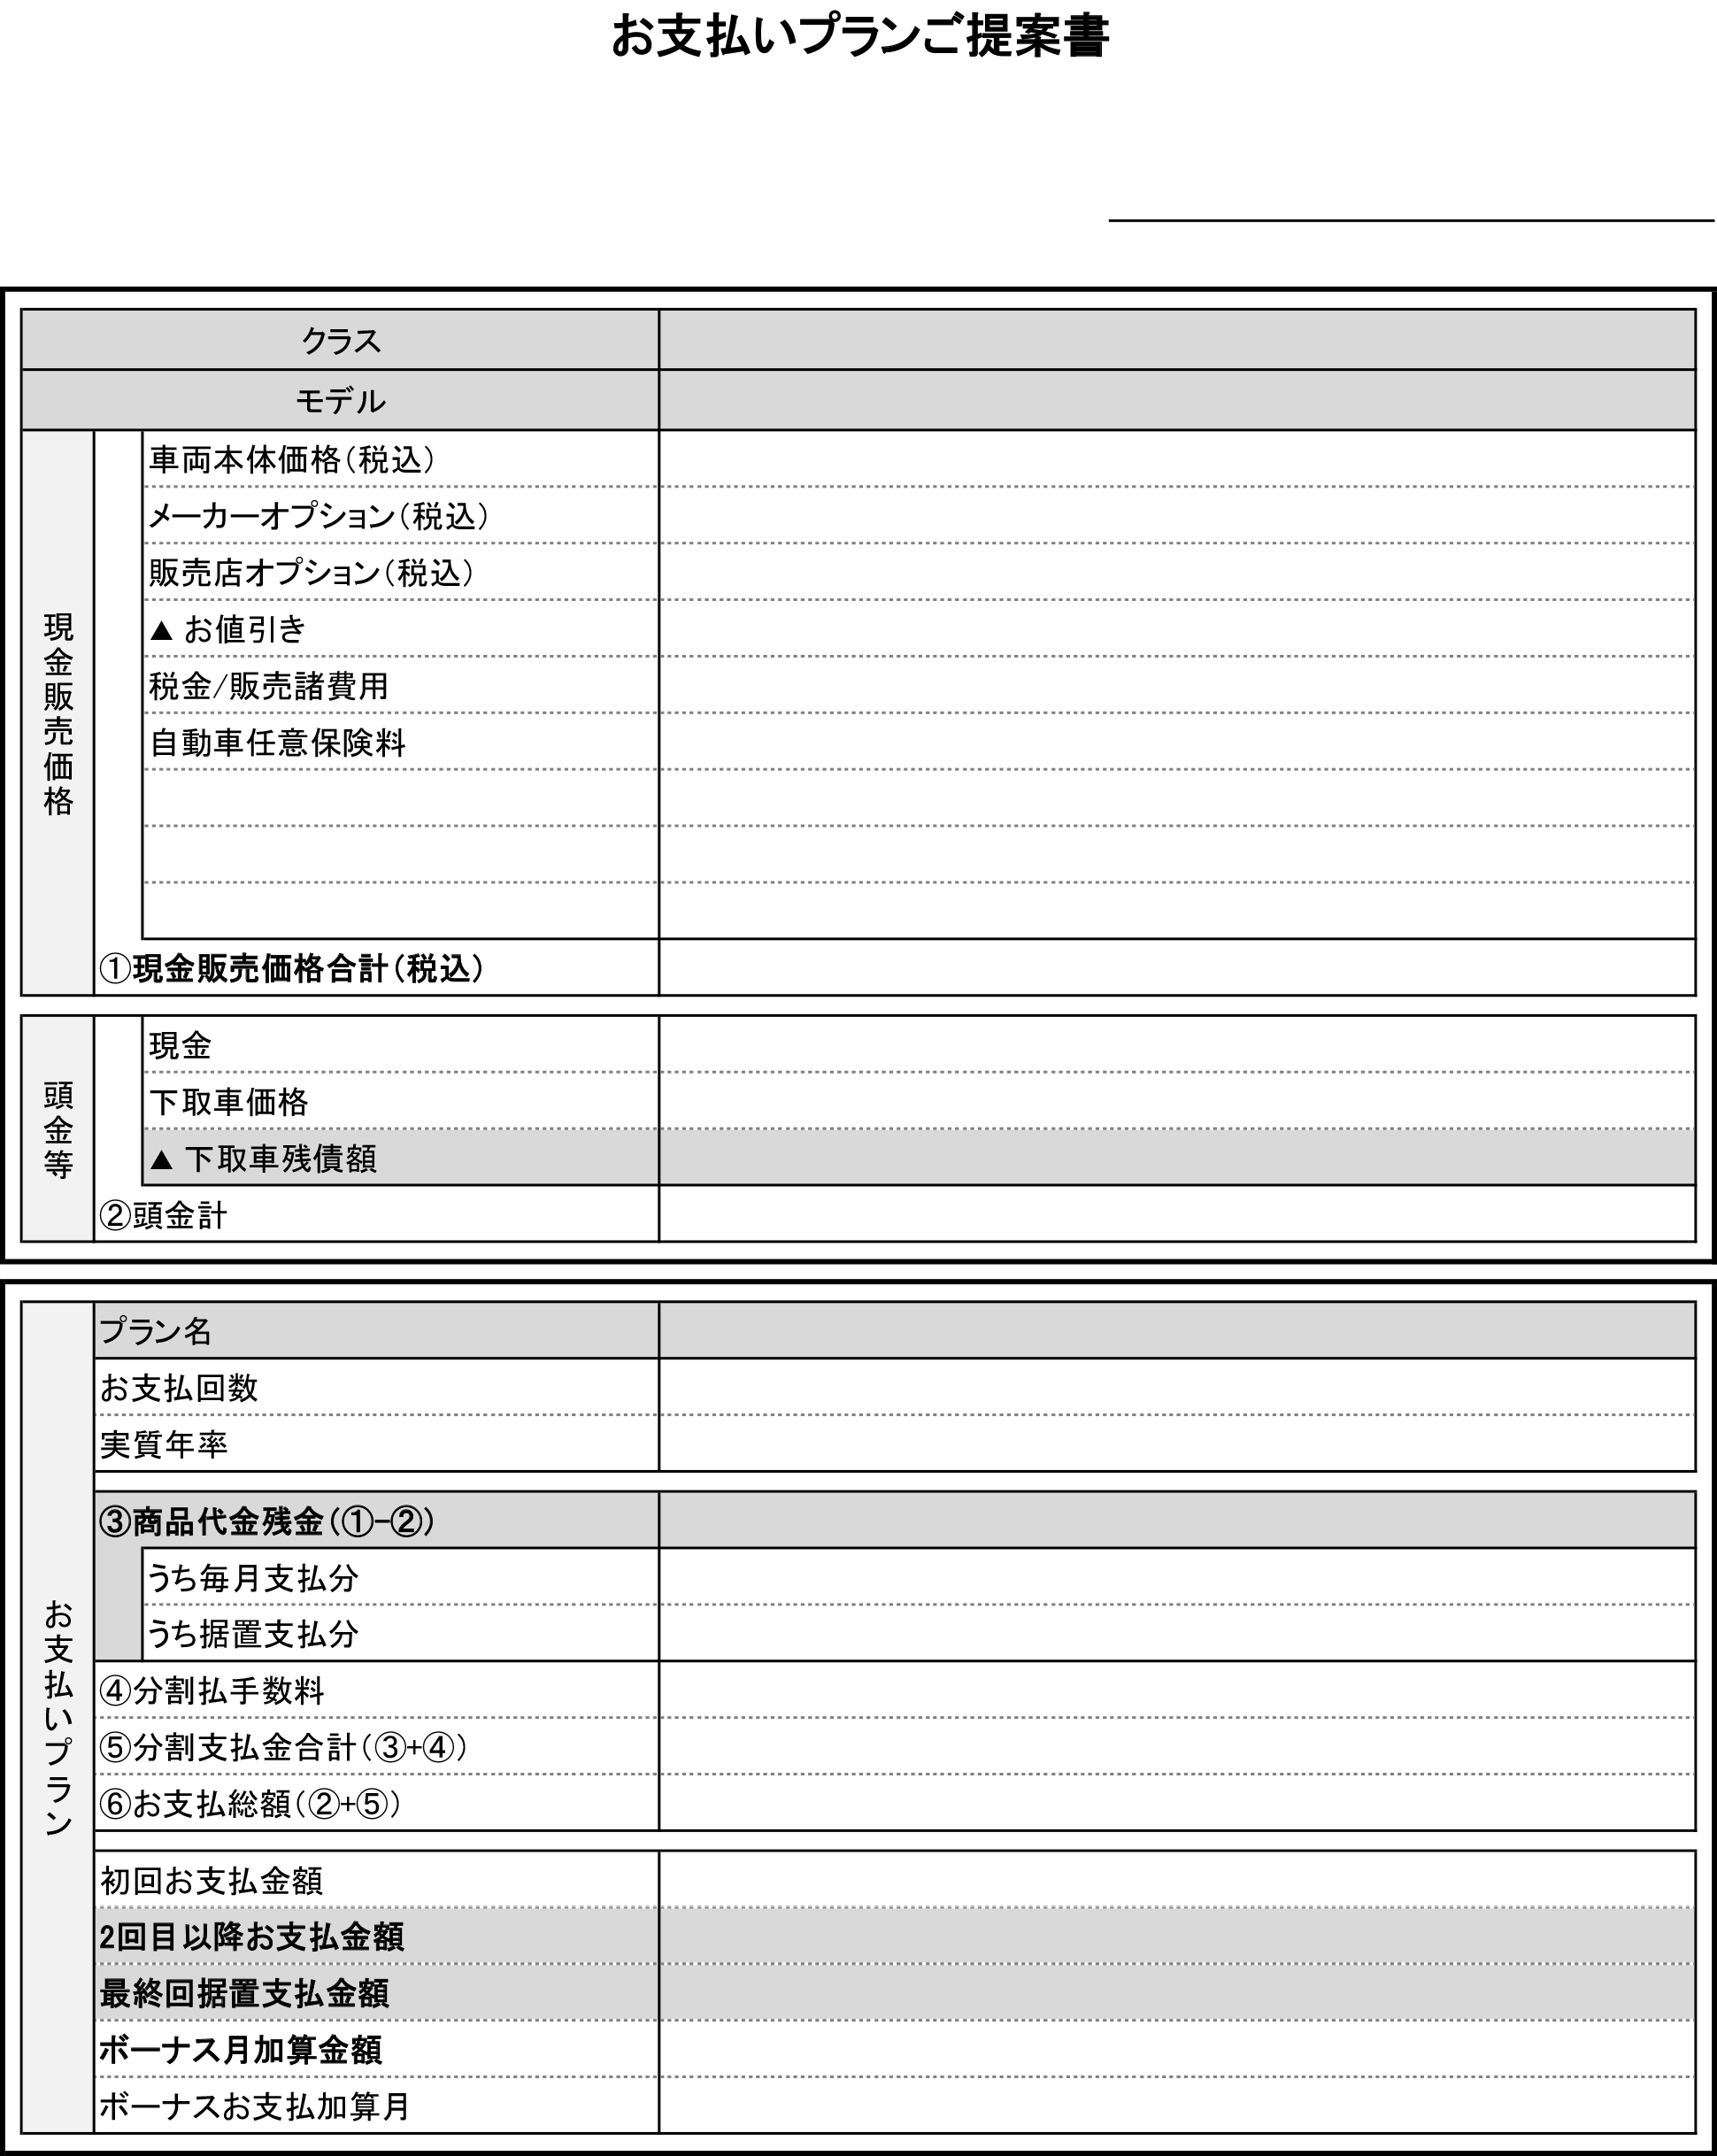 お支払いプランご提案書
クラス
モデル
現金販売価格
車両本体価格（税込）
メーカーオプション（税込）
販売店オプション（税込）
▲ お値引き
税金/販売諸費用
自動車任意保険料
①現金販売価格合計（税込）
頭金等
現金
下取車価格
▲ 下取車残債額
②頭金計
お支払いプラン
プラン名
お支払回数
実質年率
③商品代金残金（①-②）
うち毎月支払分
うち据置支払分
④分割払手数料
⑤分割支払金合計（③+④）
⑥お支払総額（②+⑤）
初回お支払金額
2回目以降お支払金額
最終回据置支払金額
ボーナス月加算金額
ボーナスお支払加算月